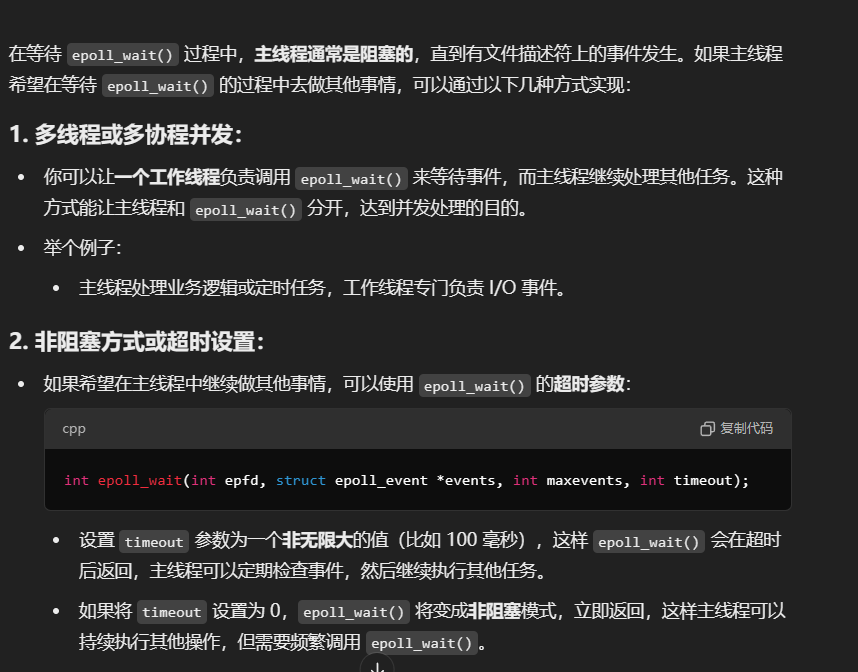 在等待 epoll_wait() 过程中，主线程通常是阻塞的，直到有文件描述符上的事件发生。如果主线程
希望在等待 epoll_wait() 的过程中去做其他事情，可以通过以下几种方式实现：
1. 多线程或多协程并发：
• 你可以让一个工作线程负责调用 epoll_wait() 来等待事件，而主线程继续处理其他任务。这种
方式能让主线程和 epoll_wait() 分开，达到并发处理的目的。
• 举个例子：
• 主线程处理业务逻辑或定时任务，工作线程专门负责 I/O 事件。
2. 非阻塞方式或超时设置：
• 如果希望在主线程中继续做其他事情，可以使用 epoll_wait() 的超时参数：
cpp 复制代码
int epoll_wait(int epfd, struct epoll_event *events, int maxevents, int timeout);
• 设置 timeout 参数为一个非无限大的值（比如 100 毫秒），这样 epoll_wait() 会在超时
后返回，主线程可以定期检查事件，然后继续执行其他任务。
• 如果将 timeout 设置为 0，epoll_wait() 将变成非阻塞模式，立即返回，这样主线程可以
持续执行其他操作，但需要频繁调用 epoll_wait()。